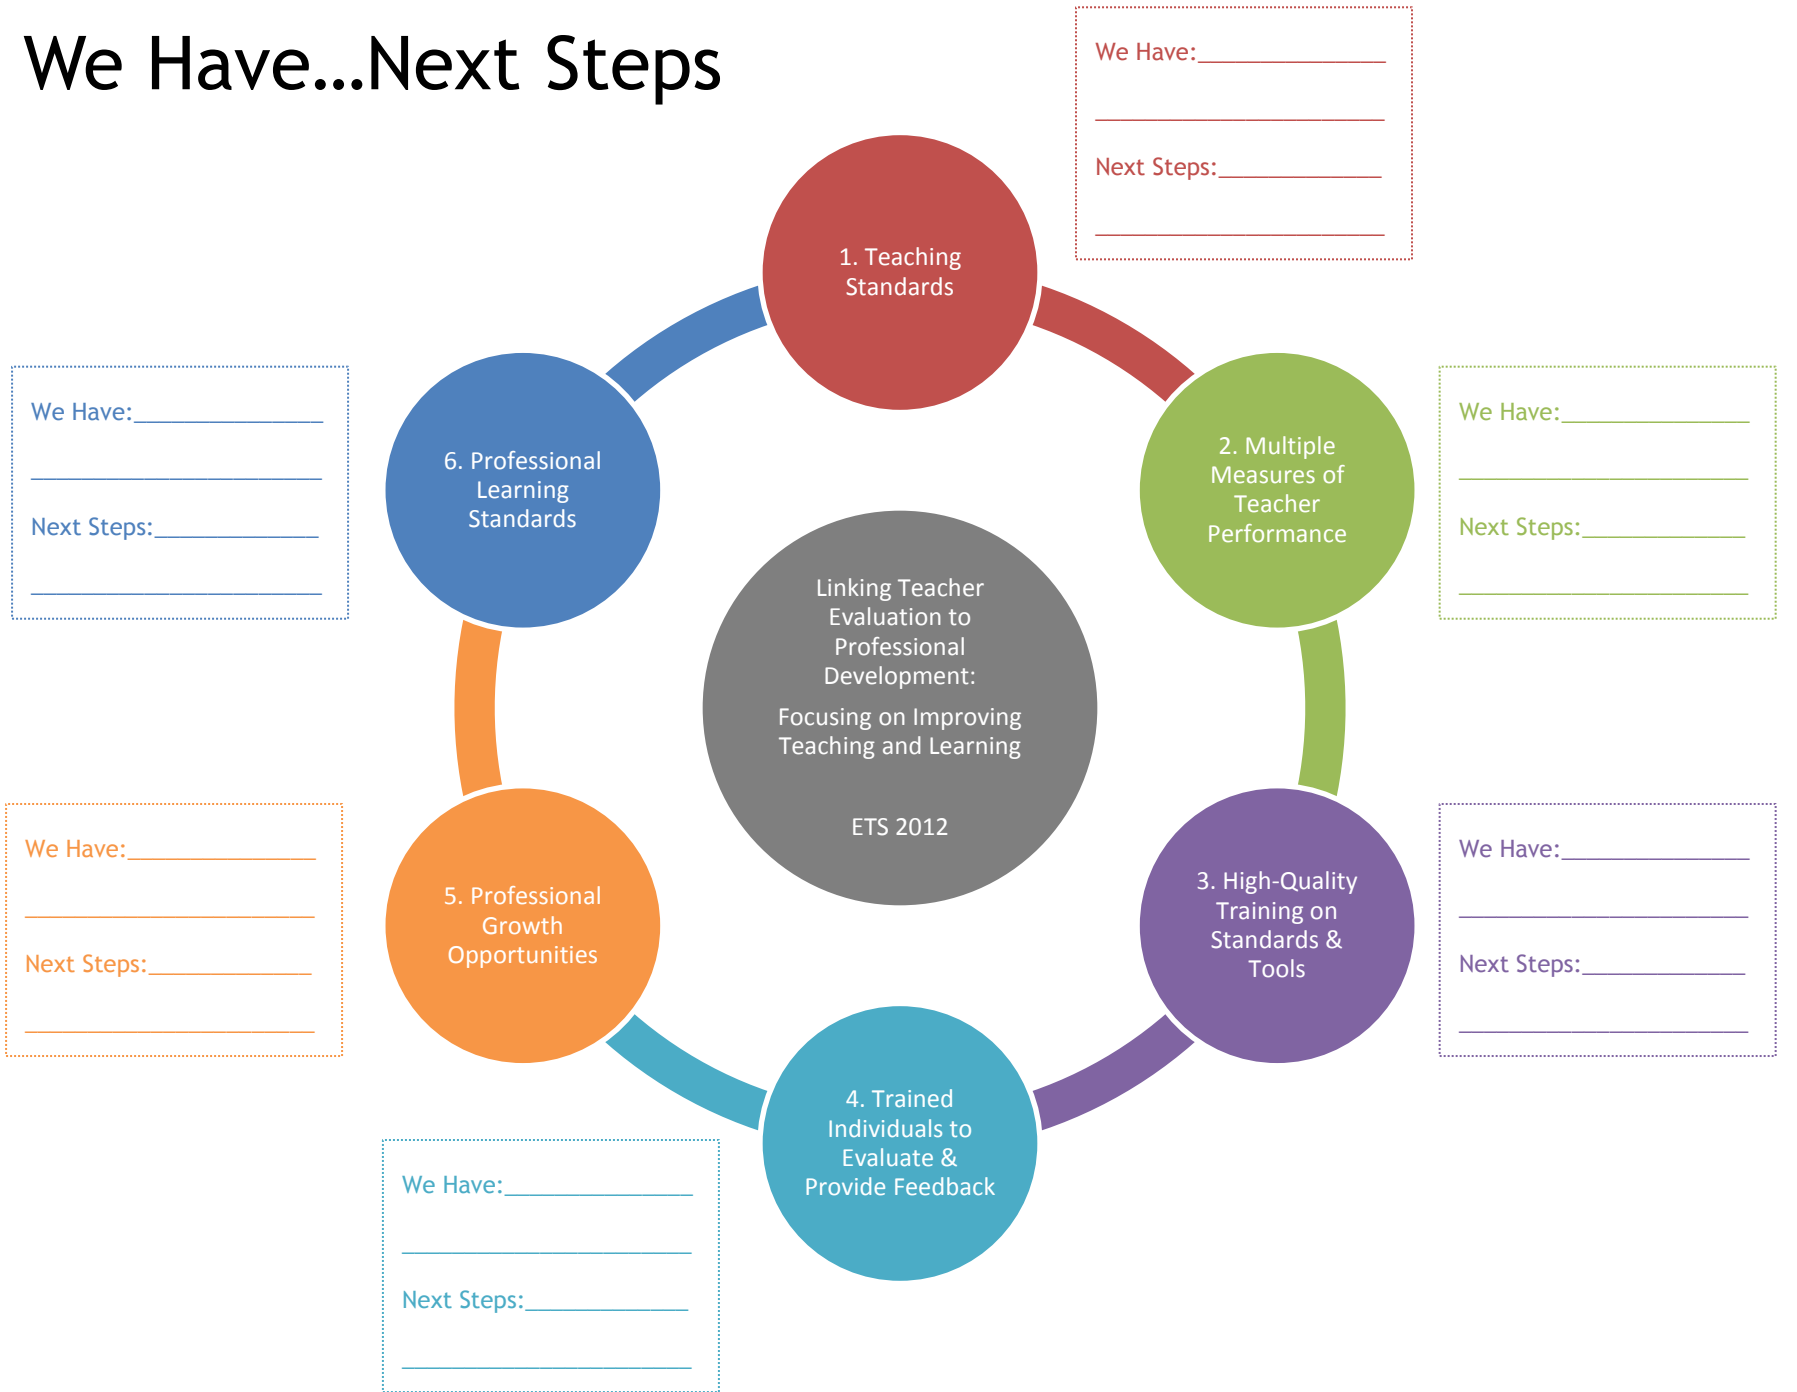 We Have...Next Steps
We Have:_______________
_______________________
Next Steps:_____________
_______________________
1. Teaching
Standards
2. Multiple
Measures of
Teacher
Performance
We Have:_______________
_______________________
Next Steps:_____________
_______________________
3. High-Quality
Training on
Standards &
Tools
We Have:_______________
_______________________
Next Steps:_____________
_______________________
4. Trained
Individuals to
Evaluate &
Provide Feedback
We Have:_______________
_______________________
Next Steps:_____________
_______________________
5. Professional
Growth
Opportunities
We Have:_______________
_______________________
Next Steps:_____________
_______________________
6. Professional
Learning
Standards
We Have:_______________
_______________________
Next Steps:_____________
_______________________
Linking Teacher
Evaluation to
Professional
Development:
Focusing on Improving
Teaching and Learning
ETS 2012